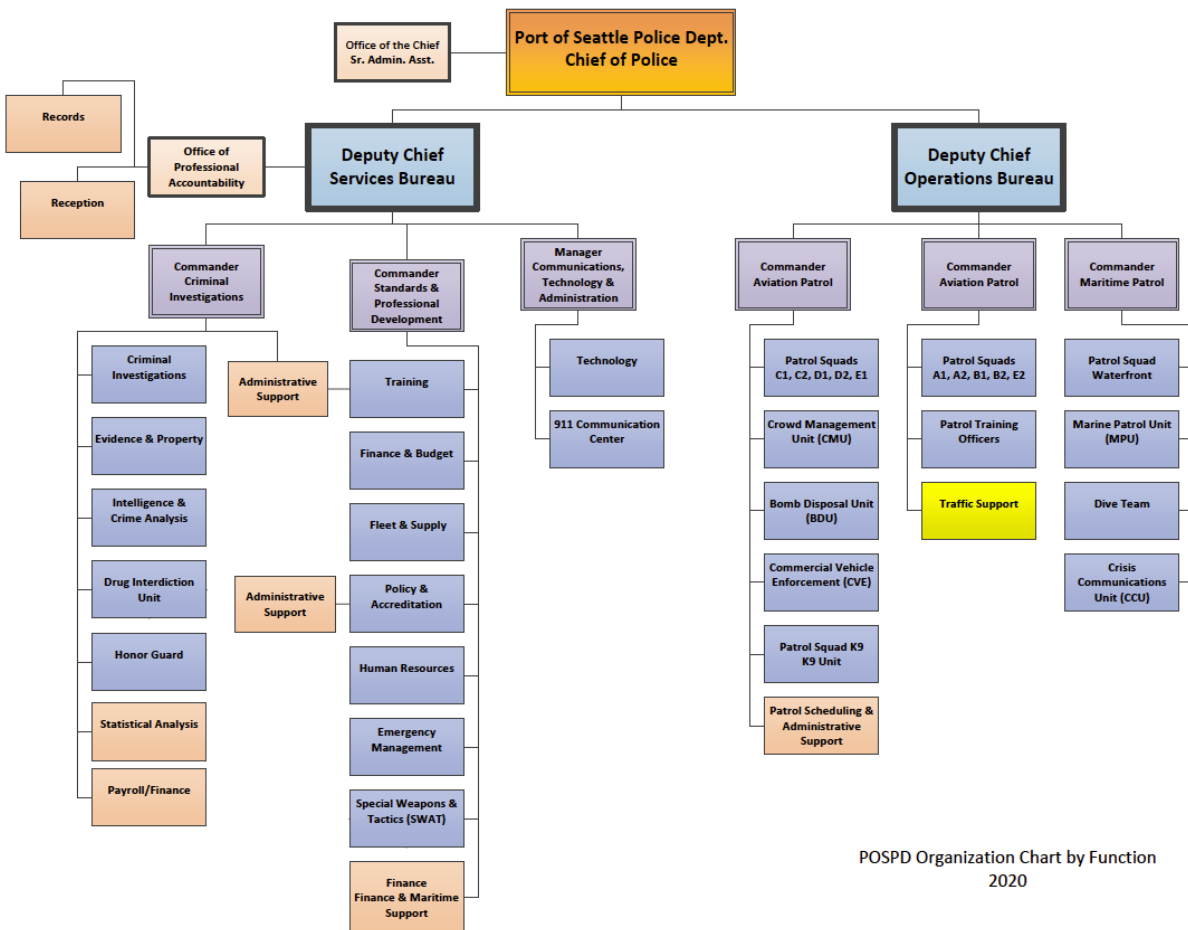 Port of Seattle Police Dept.
Chief of Police
Office of the Chief
Sr. Admin. Asst.
Records
Office of
Professional
Accountability
Reception
Deputy Chief
Services Bureau
Deputy Chief
Operations Bureau
Commander
Criminal
Investigations
Commander
Standards &
Professional
Development
Manager
Communications,
Technology &
Administration
Commander
Aviation Patrol
Commander
Aviation Patrol
Commander
Maritime Patrol
Criminal
Investigations
Evidence & Property
Intelligence &
Crime Analysis
Drug Interdiction
Unit
Honor Guard
Statistical Analysis
Payroll/Finance
Administrative
Support
Administrative
Support
Training
Finance & Budget
Fleet & Supply
Policy &
Accreditation
Human Resources
Emergency
Management
Special Weapons &
Tactics (SWAT)
Finance
Finance & Maritime
Support
Technology
911 Communication
Center
Patrol Squads
C1, C2, D1, D2, E1
Crowd Management
Unit (CMU)
Bomb Disposal Unit
(BDU)
Commercial Vehicle
Enforcement (CVE)
Patrol Squad K9
K9 Unit
Patrol Scheduling &
Administrative
Support
Patrol Squads
A1, A2, B1, B2, E2
Patrol Training
Officers
Traffic Support
Patrol Squad
Waterfront
Marine Patrol Unit
(MPU)
Dive Team
Crisis
Communications
Unit (CCU)
POSPD Organization Chart by Function
2020